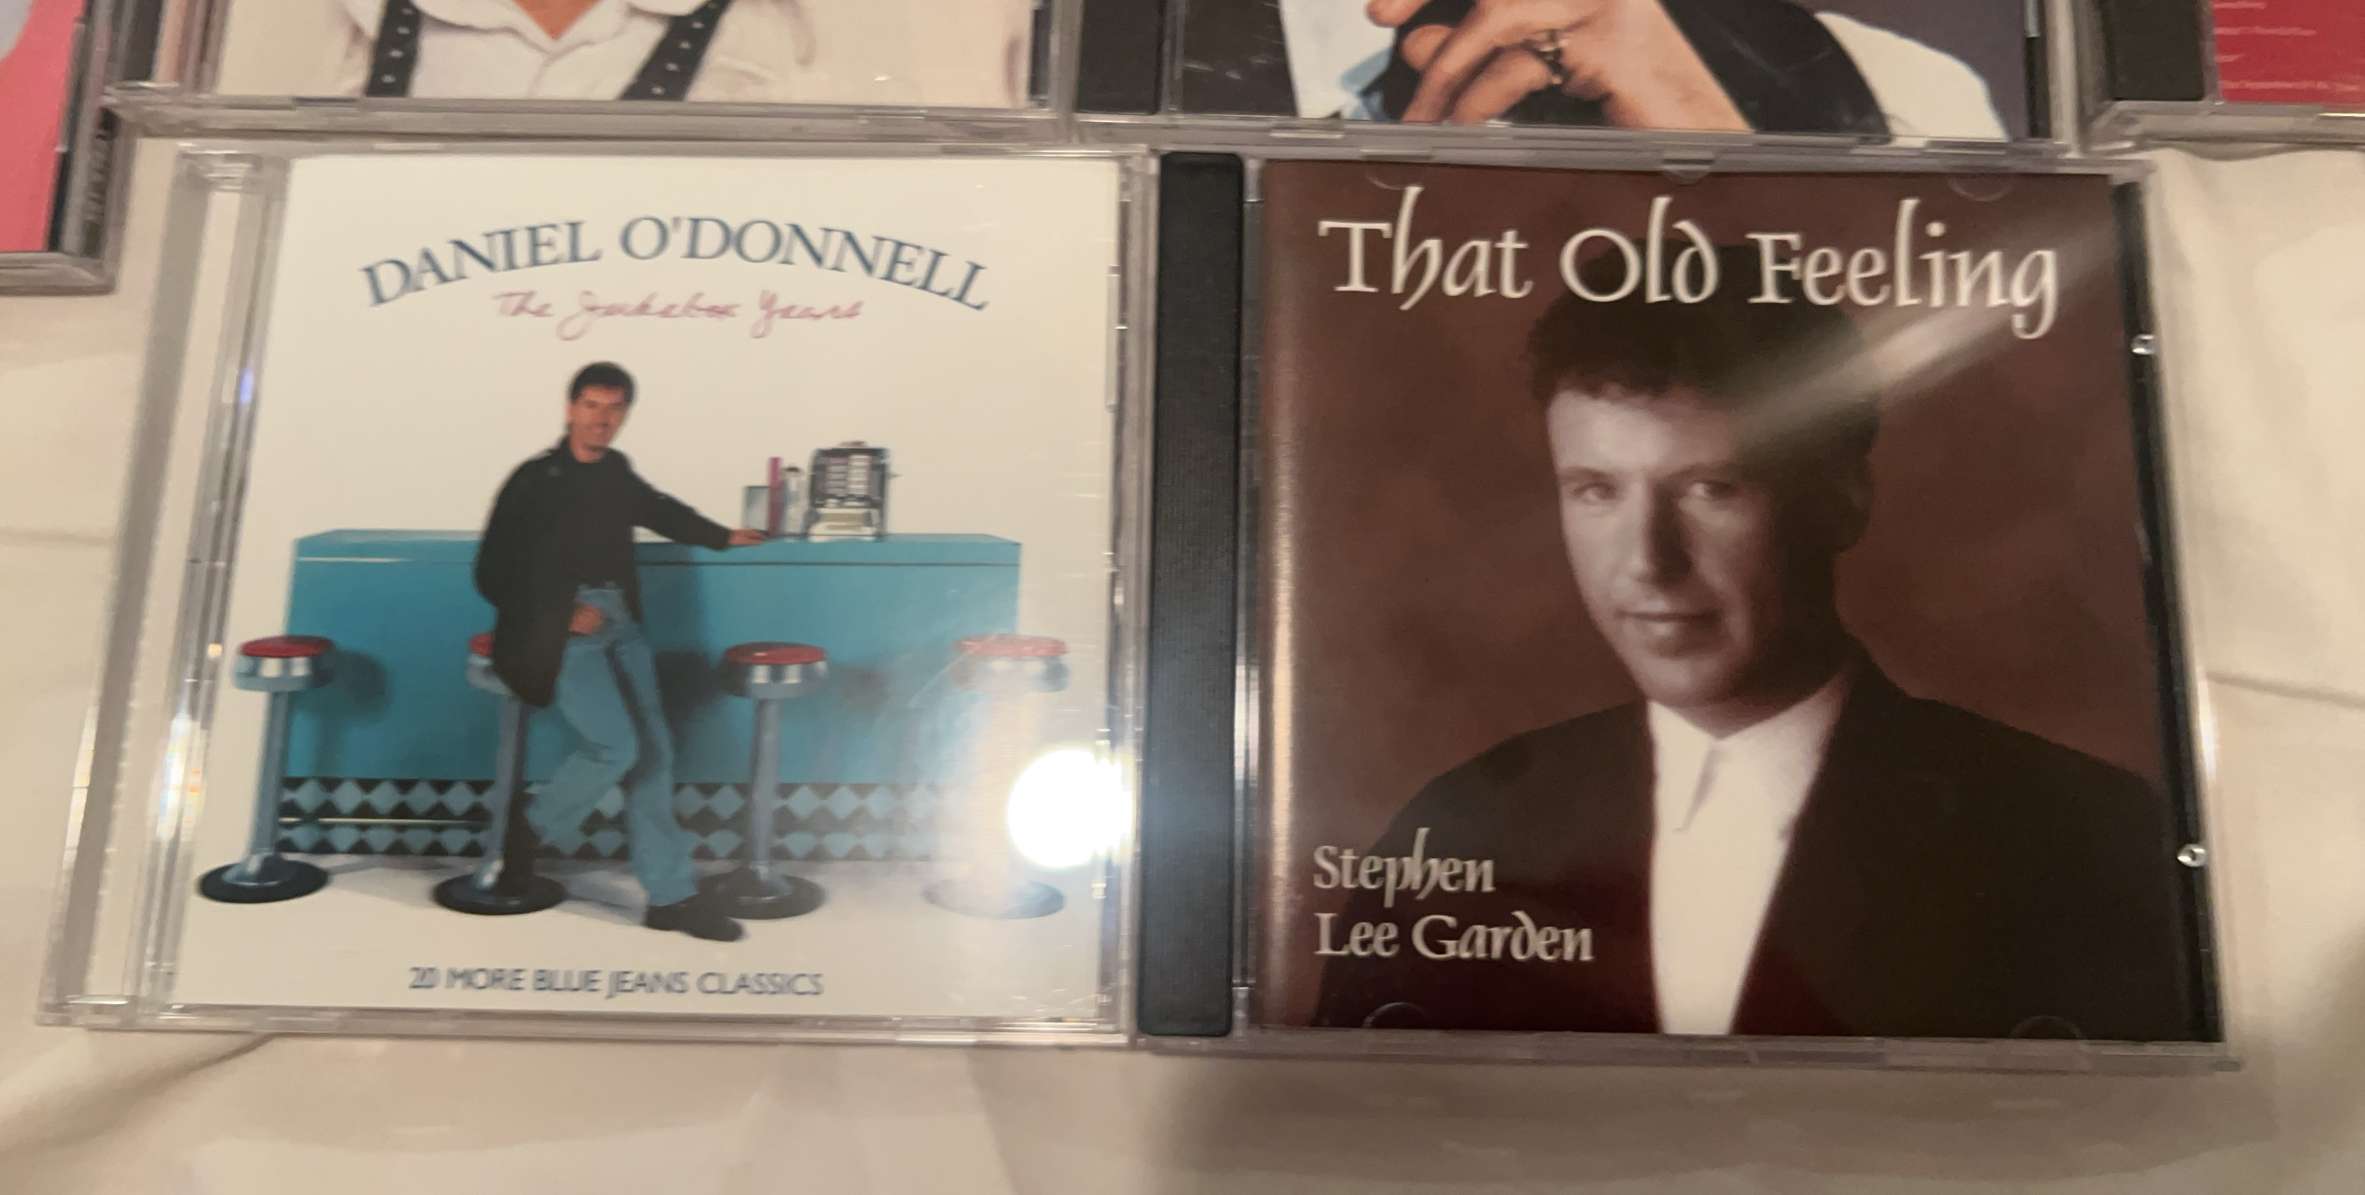 DANIEL O'DONNELL
The Jukebox Years
20 MORE BLUE JEANS CLASSICS
That Old Feeling
Stephen
Lee Garden